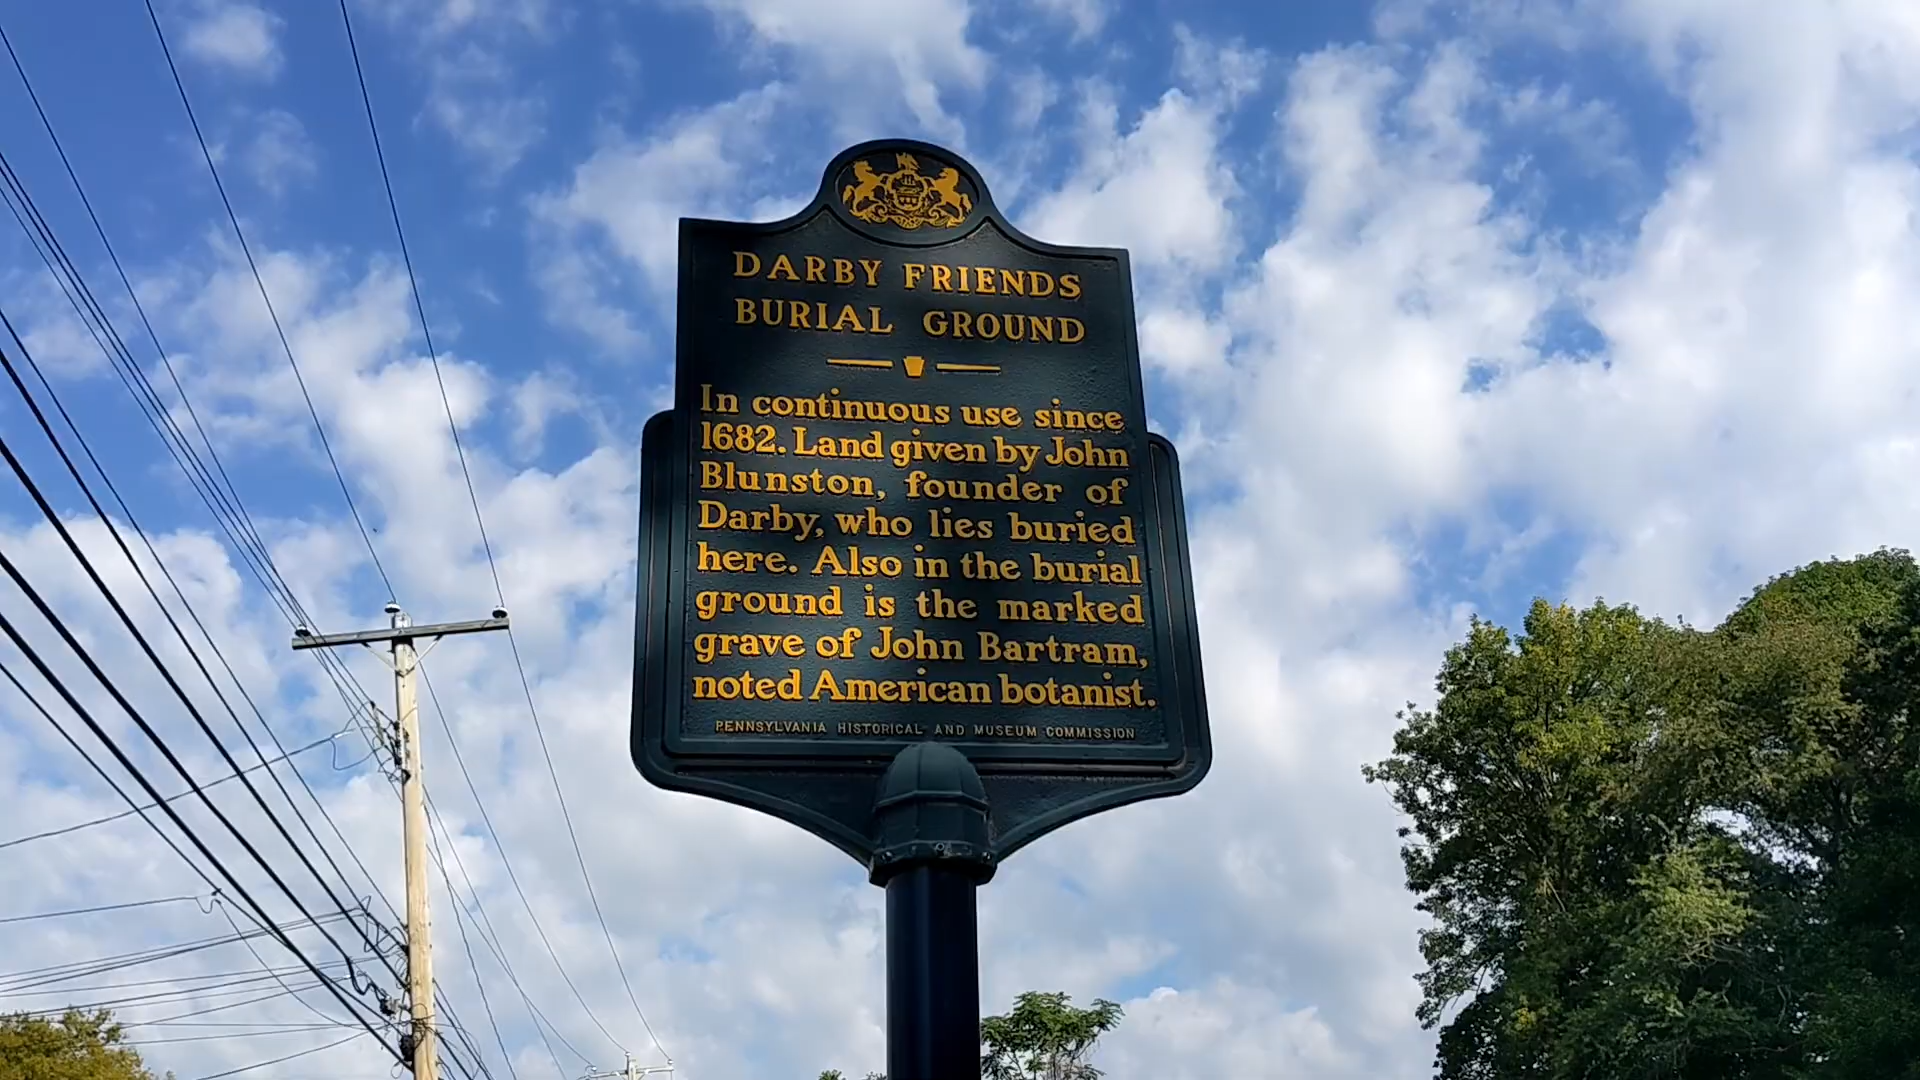 DARBY FRIENDS
BURIAL GROUND
In continuous use since
1682. Land given by John
Blunston, founder of
Darby, who lies buried
here. Also in the burial
ground is the marked
grave of John Bartram,
noted American botanist.
PENNSYLVANIA HISTORICAL AND MUSEUM COMMISSION